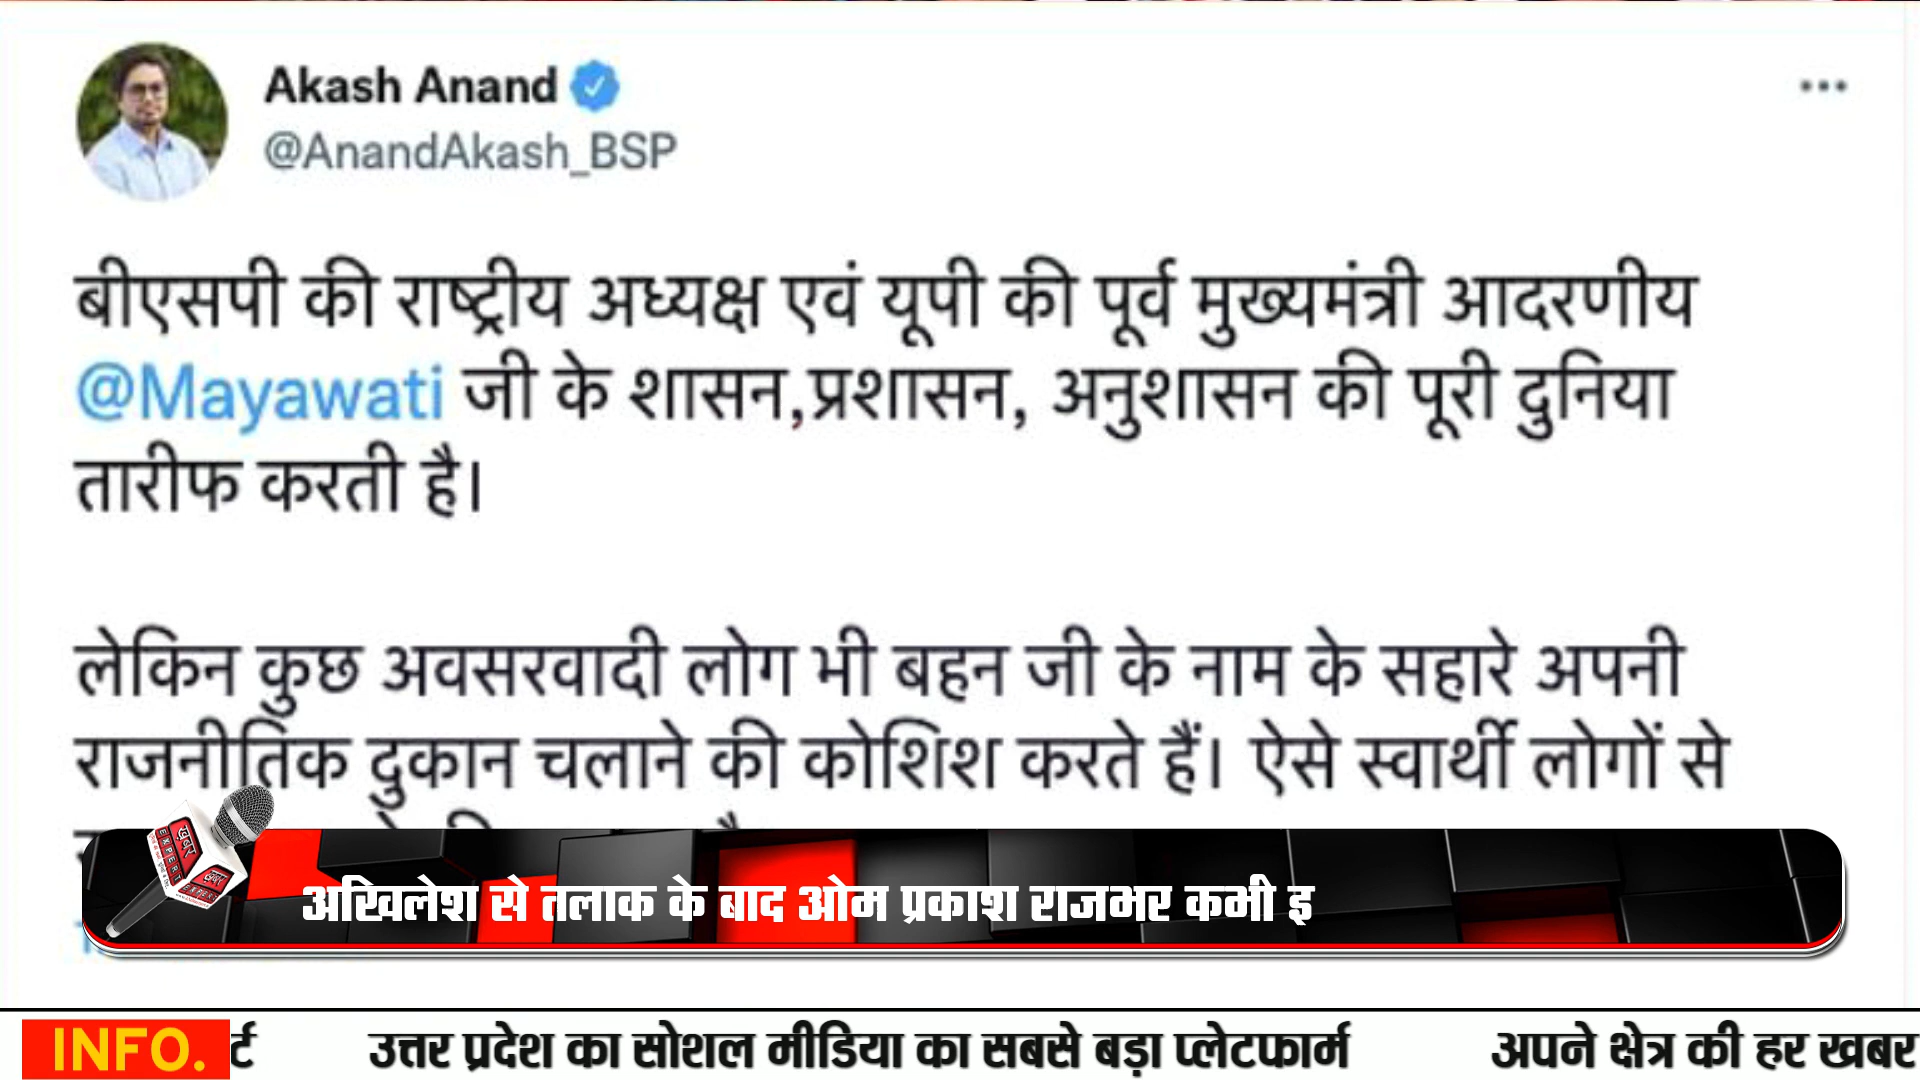 Akash Anand
@AnandAkash_BSP
बीएसपी की राष्ट्रीय अध्यक्ष एवं यूपी की पूर्व मुख्यमंत्री आदरणीय
@Mayawati जी के शासन,प्रशासन, अनुशासन की पूरी दुनिया
तारीफ करती है।
लेकिन कुछ अवसरवादी लोग भी बहन जी के नाम के सहारे अपनी
राजनीतिक दुकान चलाने की कोशिश करते हैं। ऐसे स्वार्थी लोगों से
खबर
EXPERT
अखिलेश से तलाक के बाद ओम प्रकाश राजभर कभी इ
INFO. र्ट उत्तर प्रदेश का सोशल मीडिया का सबसे बड़ा प्लेटफार्म अपने क्षेत्र की हर खबर